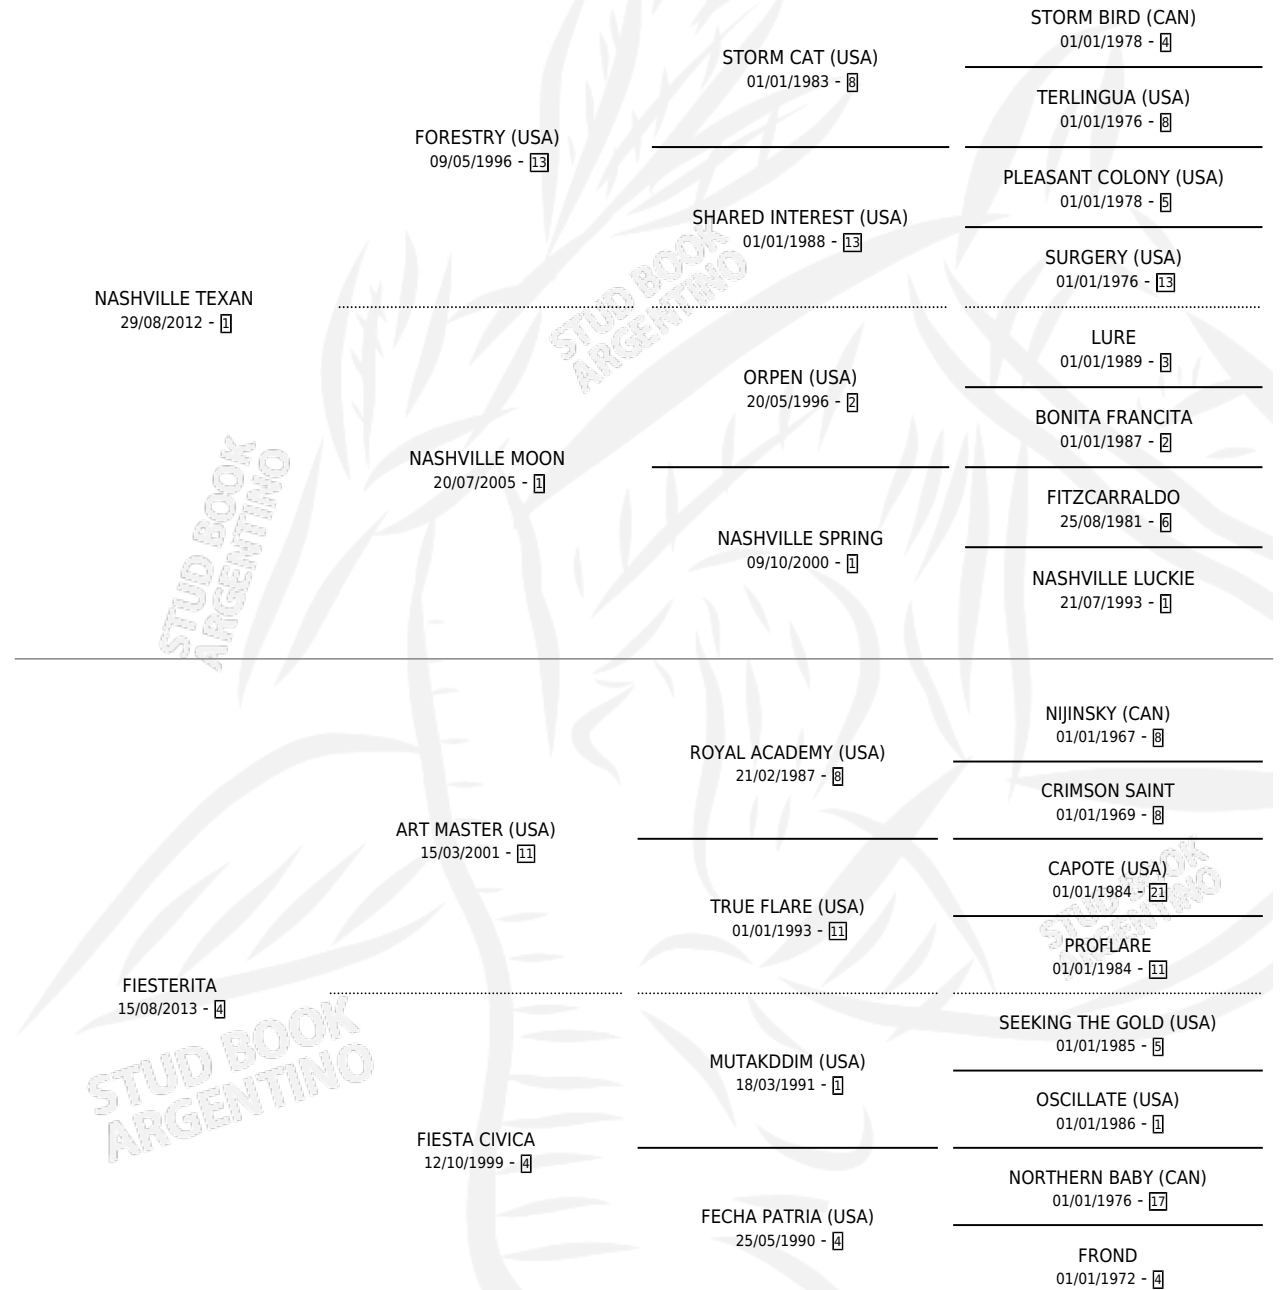 STORM BIRD (CAN)
01/01/1978 - 4
STORM CAT (USA)
01/01/1983 - 8
TERLINGUA (USA)
01/01/1976 - 8
FORESTRY (USA)
09/05/1996 - 13
PLEASANT COLONY (USA)
01/01/1978 - 5
SHARED INTEREST (USA)
01/01/1988 - 13
SURGERY (USA)
01/01/1976 - 13
NASHVILLE TEXAN
29/08/2012 - 1
STUD BOOK
ARGENTINO
LURE
01/01/1989 - 3
ORPEN (USA)
20/05/1996 - 2
BONITA FRANCITA
01/01/1987 - 2
NASHVILLE MOON
20/07/2005 - 1
STUD BOOK
ARGENTINO
FITZCARRALDO
25/08/1981 - 6
NASHVILLE SPRING
09/10/2000 - 1
NASHVILLE LUCKIE
21/07/1993 - 1
NIJINSKY (CAN)
01/01/1967 - 8
ROYAL ACADEMY (USA)
21/02/1987 - 8
CRIMSON SAINT
01/01/1969 - 8
ART MASTER (USA)
15/03/2001 - 11
CAPOTE (USA)
01/01/1984 - 21
STUD BOOK
ARGENTINO
TRUE FLARE (USA)
01/01/1993 - 11
PROFLARE
01/01/1984 - 11
FIESTERITA
15/08/2013 - 4
STUD BOOK
ARGENTINO
SEEKING THE GOLD (USA)
01/01/1985 - 5
MUTAKDDIM (USA)
18/03/1991 - 1
OSCILLATE (USA)
01/01/1986 - 1
FIESTA CIVICA
12/10/1999 - 4
NORTHERN BABY (CAN)
01/01/1976 - 17
FECHA PATRIA (USA)
25/05/1990 - 4
FROND
01/01/1972 - 4